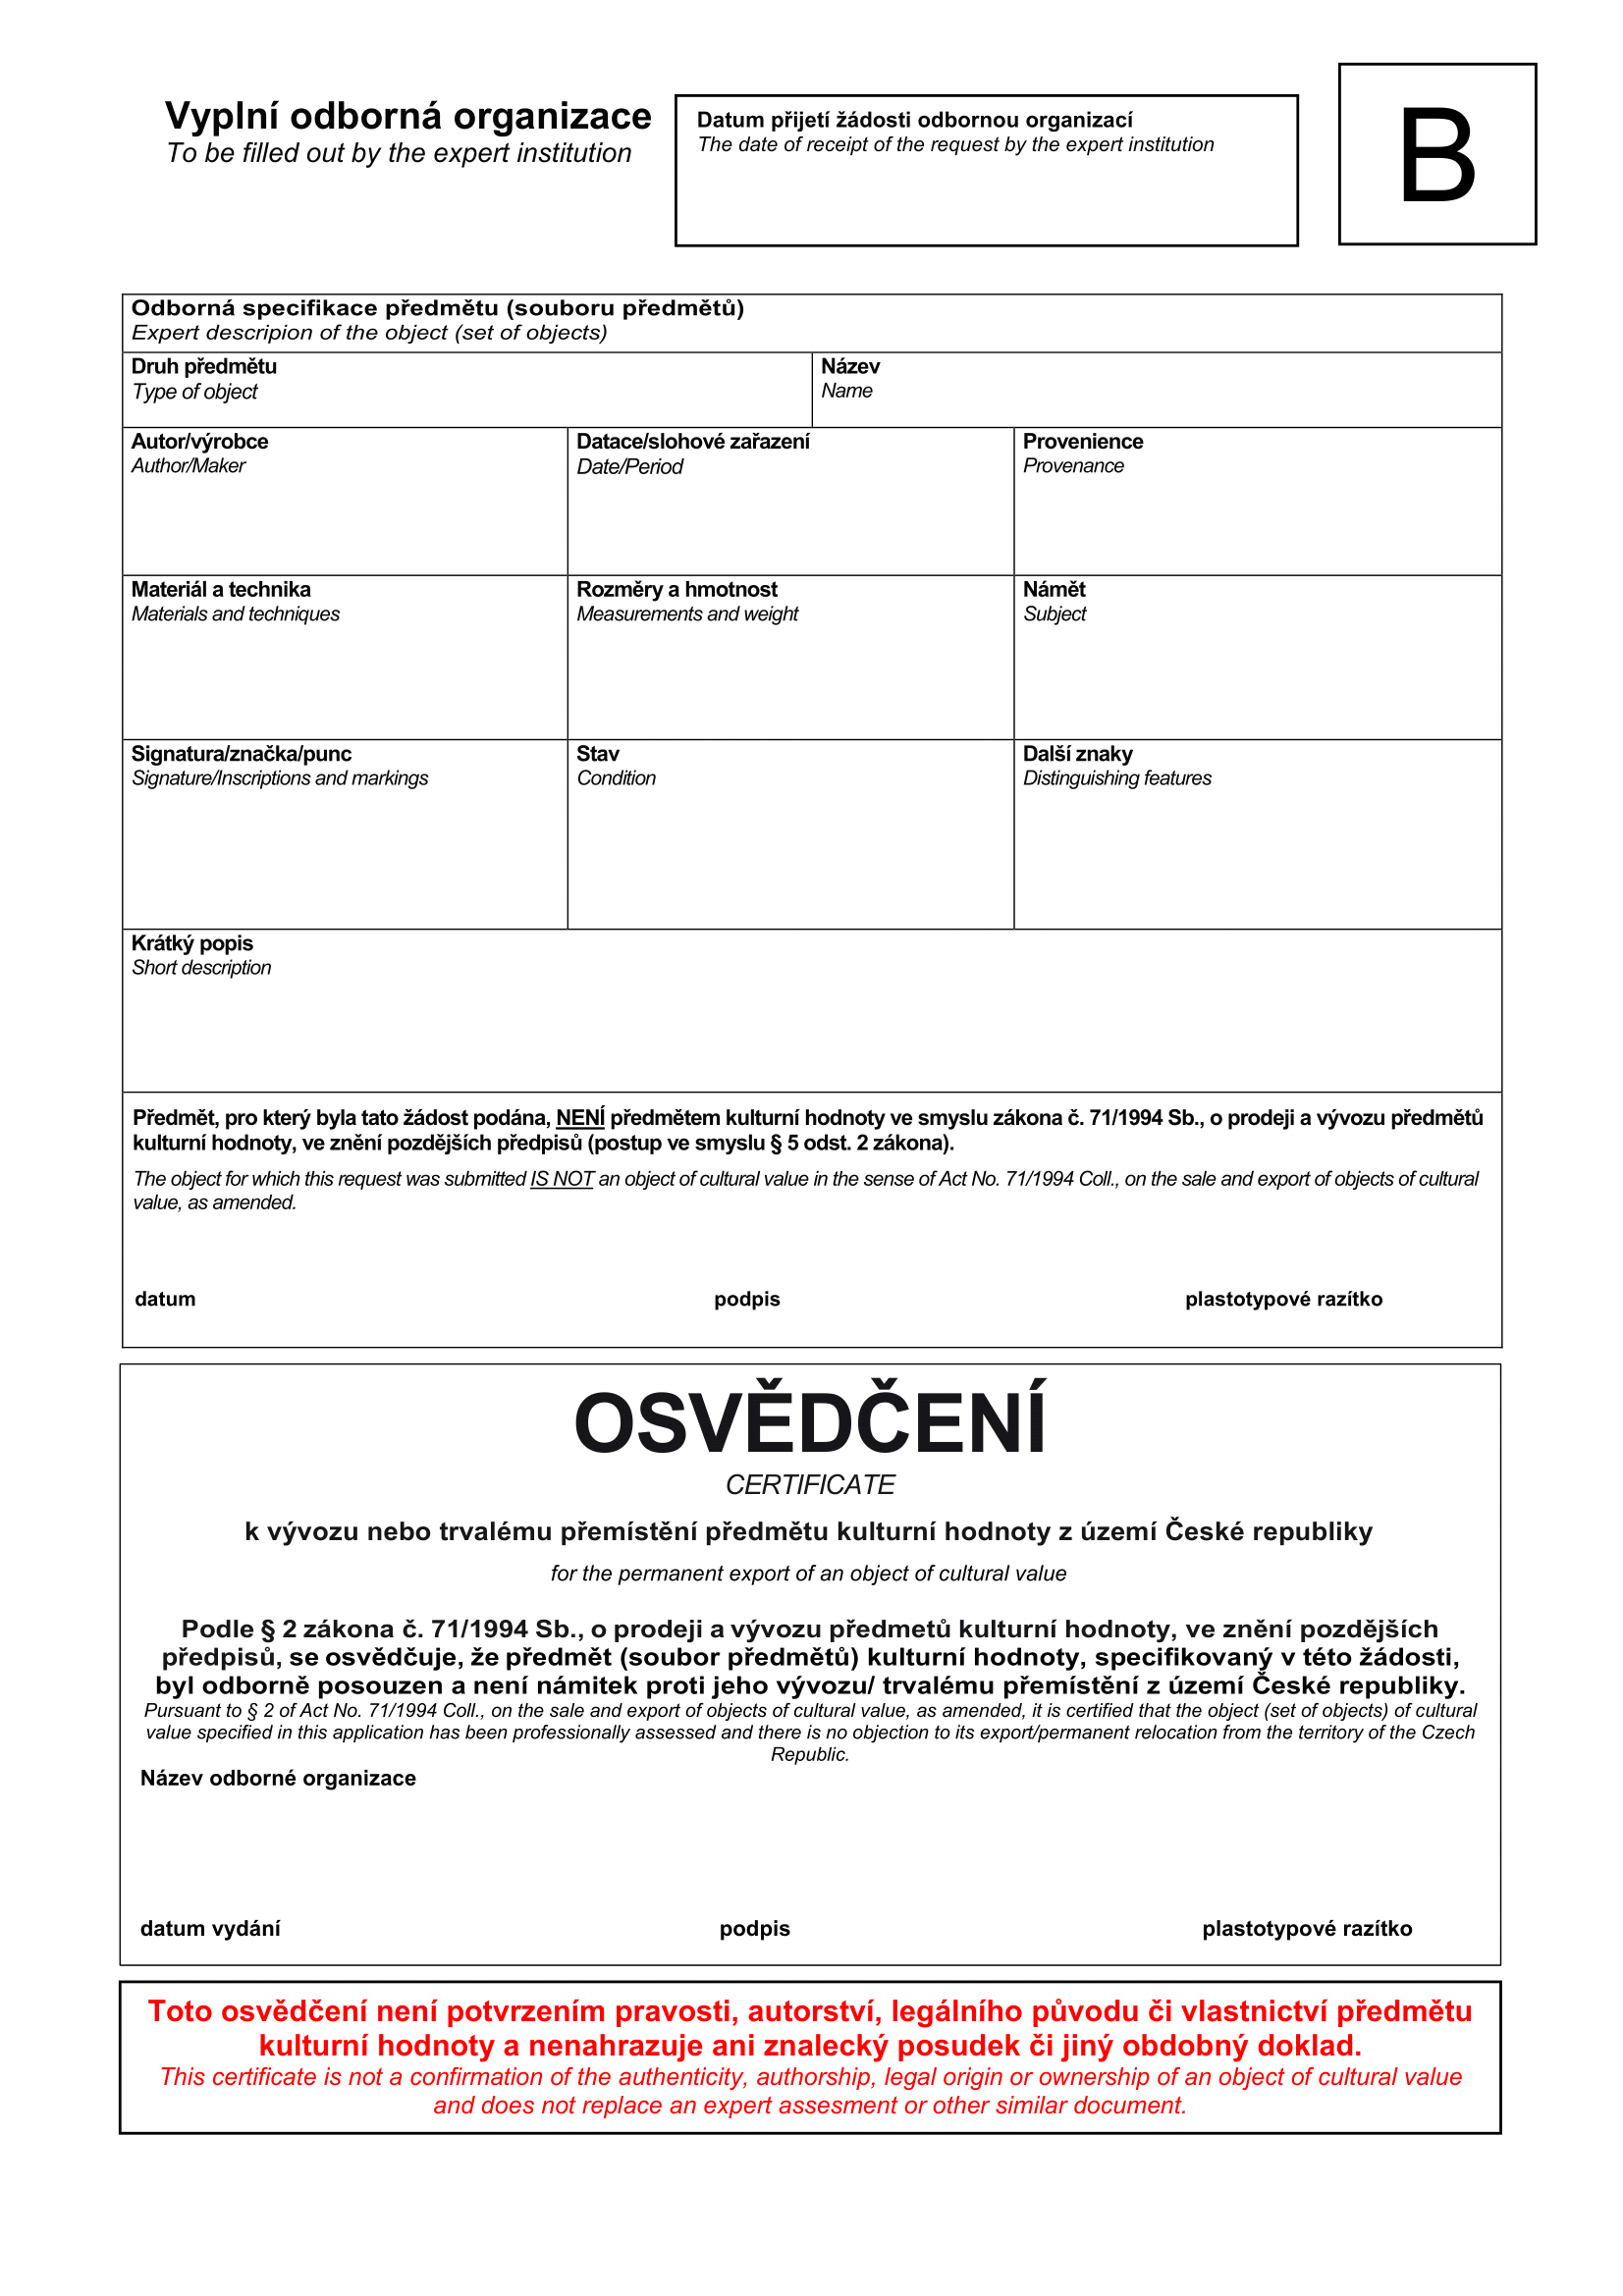 Vyplní odborná organizace
To be filled out by the expert institution
Datum přijetí žádosti odbornou organizací
The date of receipt of the request by the expert institution
B
Odborná specifikace předmětu (souboru předmětů)
Expert descripion of the object (set of objects)
Druh předmětu
Type of object
Název
Name
Autor/výrobce
Author/Maker
Datace/slohové zařazení
Date/Period
Provenience
Provenance
Materiál a technika
Materials and techniques
Rozměry a hmotnost
Measurements and weight
Námět
Subject
Signatura/značka/punc
Signature/Inscriptions and markings
Stav
Condition
Další znaky
Distinguishing features
Krátký popis
Short description
Předmět, pro který byla tato žádost podána, NENÍ předmětem kulturní hodnoty ve smyslu zákona č. 71/1994 Sb., o prodeji a vývozu předmětů
kulturní hodnoty, ve znění pozdějších předpisů (postup ve smyslu § 5 odst. 2 zákona).
The object for which this request was submitted IS NOT an object of cultural value in the sense of Act No. 71/1994 Coll., on the sale and export of objects of cultural
value, as amended.
datum podpis plastotypové razítko
OSVĚDČENÍ
CERTIFICATE
k vývozu nebo trvalému přemístění předmětu kulturní hodnoty z území České republiky
for the permanent export of an object of cultural value
Podle § 2 zákona č. 71/1994 Sb., o prodeji a vývozu předmetů kulturní hodnoty, ve znění pozdějších
předpisů, se osvědčuje, že předmět (soubor předmětů) kulturní hodnoty, specifikovaný v této žádosti,
byl odborně posouzen a není námitek proti jeho vývozu/ trvalému přemístění z území České republiky.
Pursuant to § 2 of Act No. 71/1994 Coll., on the sale and export of objects of cultural value, as amended, it is certified that the object (set of objects) of cultural
value specified in this application has been professionally assessed and there is no objection to its export/permanent relocation from the territory of the Czech
Republic.
Název odborné organizace
datum vydání podpis plastotypové razítko
Toto osvědčení není potvrzením pravosti, autorství, legálního původu či vlastnictví předmětu
kulturní hodnoty a nenahrazuje ani znalecký posudek či jiný obdobný doklad.
This certificate is not a confirmation of the authenticity, authorship, legal origin or ownership of an object of cultural value
and does not replace an expert assesment or other similar document.